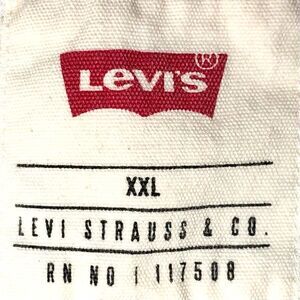 Levi's®
XXL
LEVI STRAUSS & CO.
RN NO | 117508